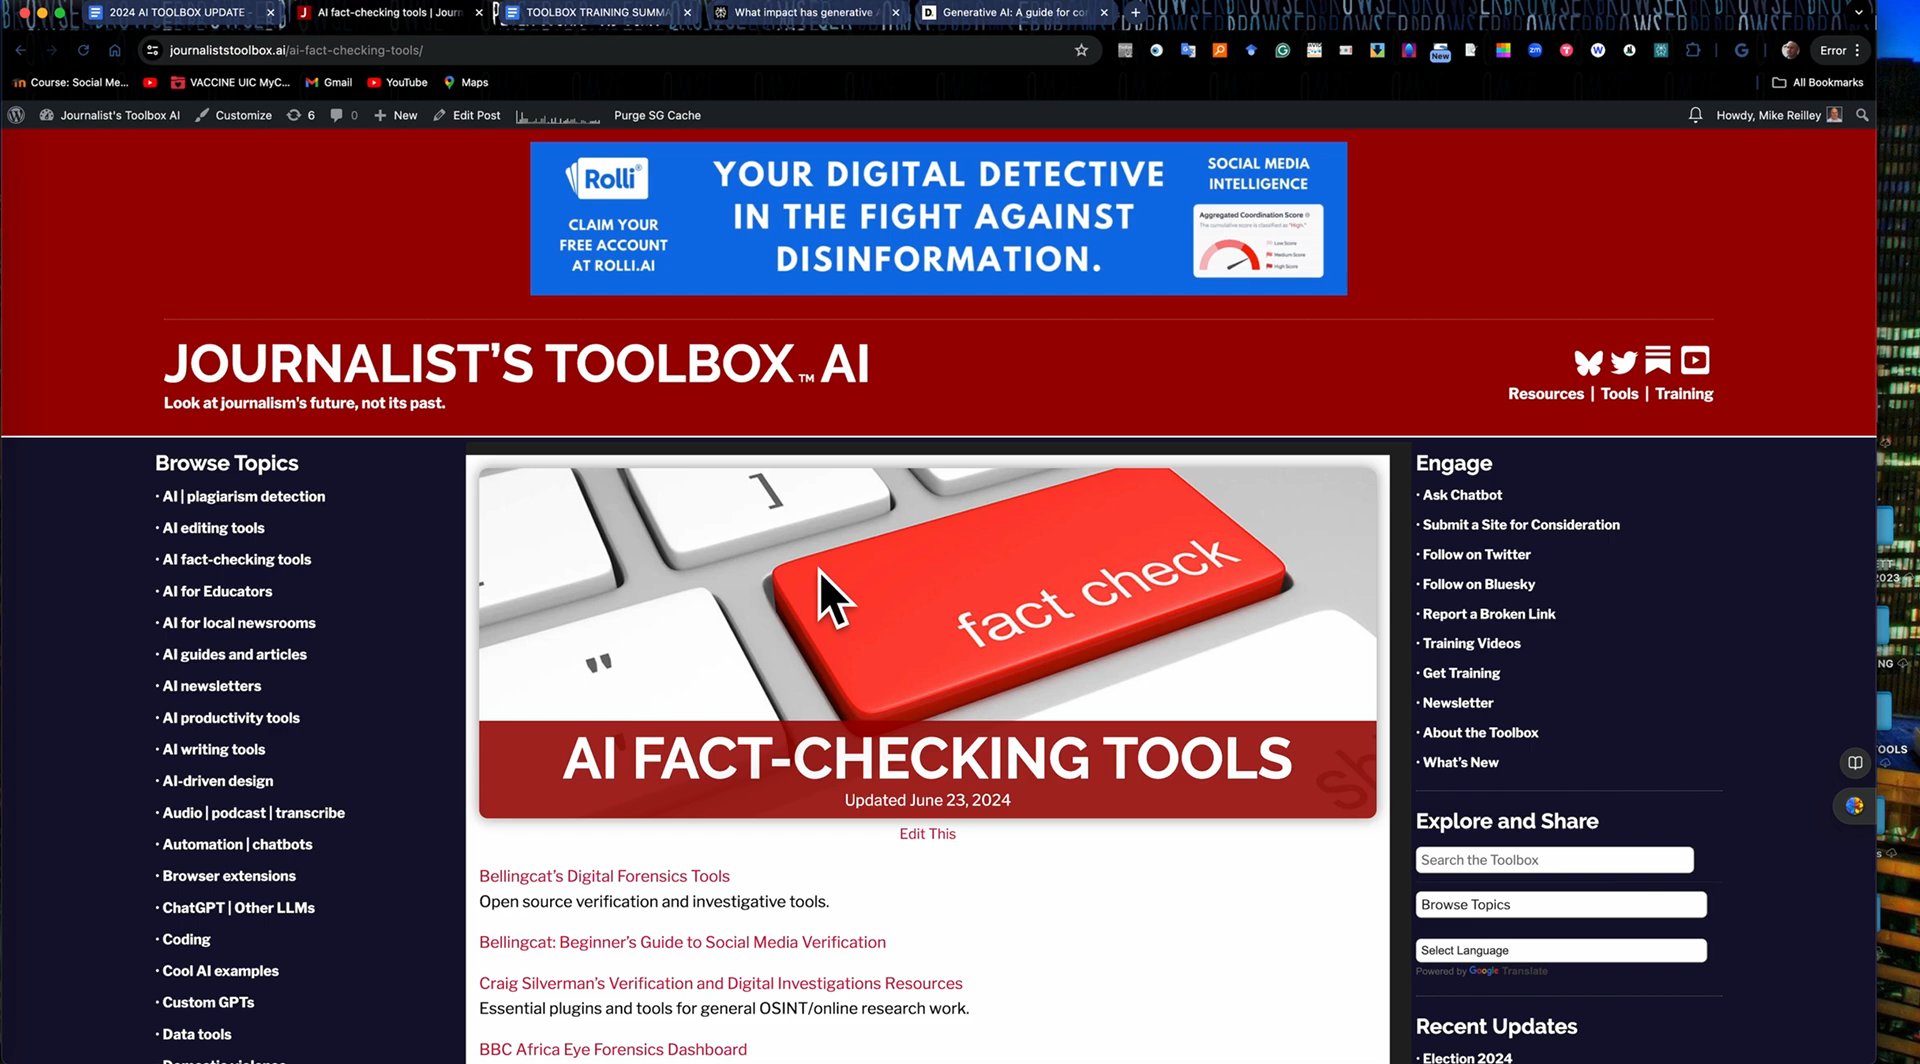 2024 AI TOOLBOX UPDATE -
AI fact-checking tools | Journ
TOOLBOX TRAINING SUMMA
What impact has generative A
Generative AI: A guide for co
journaliststoolbox.ai/ai-fact-checking-tools/
New
Error
Course: Social Me...
VACCINE UIC MyC...
Gmail
YouTube
Maps
All Bookmarks
Journalist's Toolbox AI
Customize
6
0
New
Edit Post
Purge SG Cache
Howdy, Mike Reilley
Rolli®
CLAIM YOUR
FREE ACCOUNT
AT ROLLI.AI
YOUR DIGITAL DETECTIVE
IN THE FIGHT AGAINST
DISINFORMATION.
SOCIAL MEDIA
INTELLIGENCE
Aggregated Coordination Score
The cumulative score is classified as "High."
Low Score
Medium Score
High Score
JOURNALIST'S TOOLBOX™ AI
Look at journalism's future, not its past.
Resources | Tools | Training
Browse Topics
· AI | plagiarism detection
· AI editing tools
· AI fact-checking tools
· AI for Educators
· AI for local newsrooms
· AI guides and articles
· AI newsletters
· AI productivity tools
· AI writing tools
· AI-driven design
· Audio | podcast | transcribe
· Automation | chatbots
· Browser extensions
· ChatGPT | Other LLMs
· Coding
· Cool AI examples
· Custom GPTs
· Data tools
]
"
fact check
AI FACT-CHECKING TOOLS
Updated June 23, 2024
Edit This
Bellingcat's Digital Forensics Tools
Open source verification and investigative tools.
Bellingcat: Beginner's Guide to Social Media Verification
Craig Silverman's Verification and Digital Investigations Resources
Essential plugins and tools for general OSINT/online research work.
BBC Africa Eye Forensics Dashboard
Engage
· Ask Chatbot
· Submit a Site for Consideration
· Follow on Twitter
· Follow on Bluesky
· Report a Broken Link
· Training Videos
· Get Training
· Newsletter
· About the Toolbox
· What's New
Explore and Share
Search the Toolbox
Browse Topics
Select Language
Powered by Google Translate
Recent Updates
· Election 2024